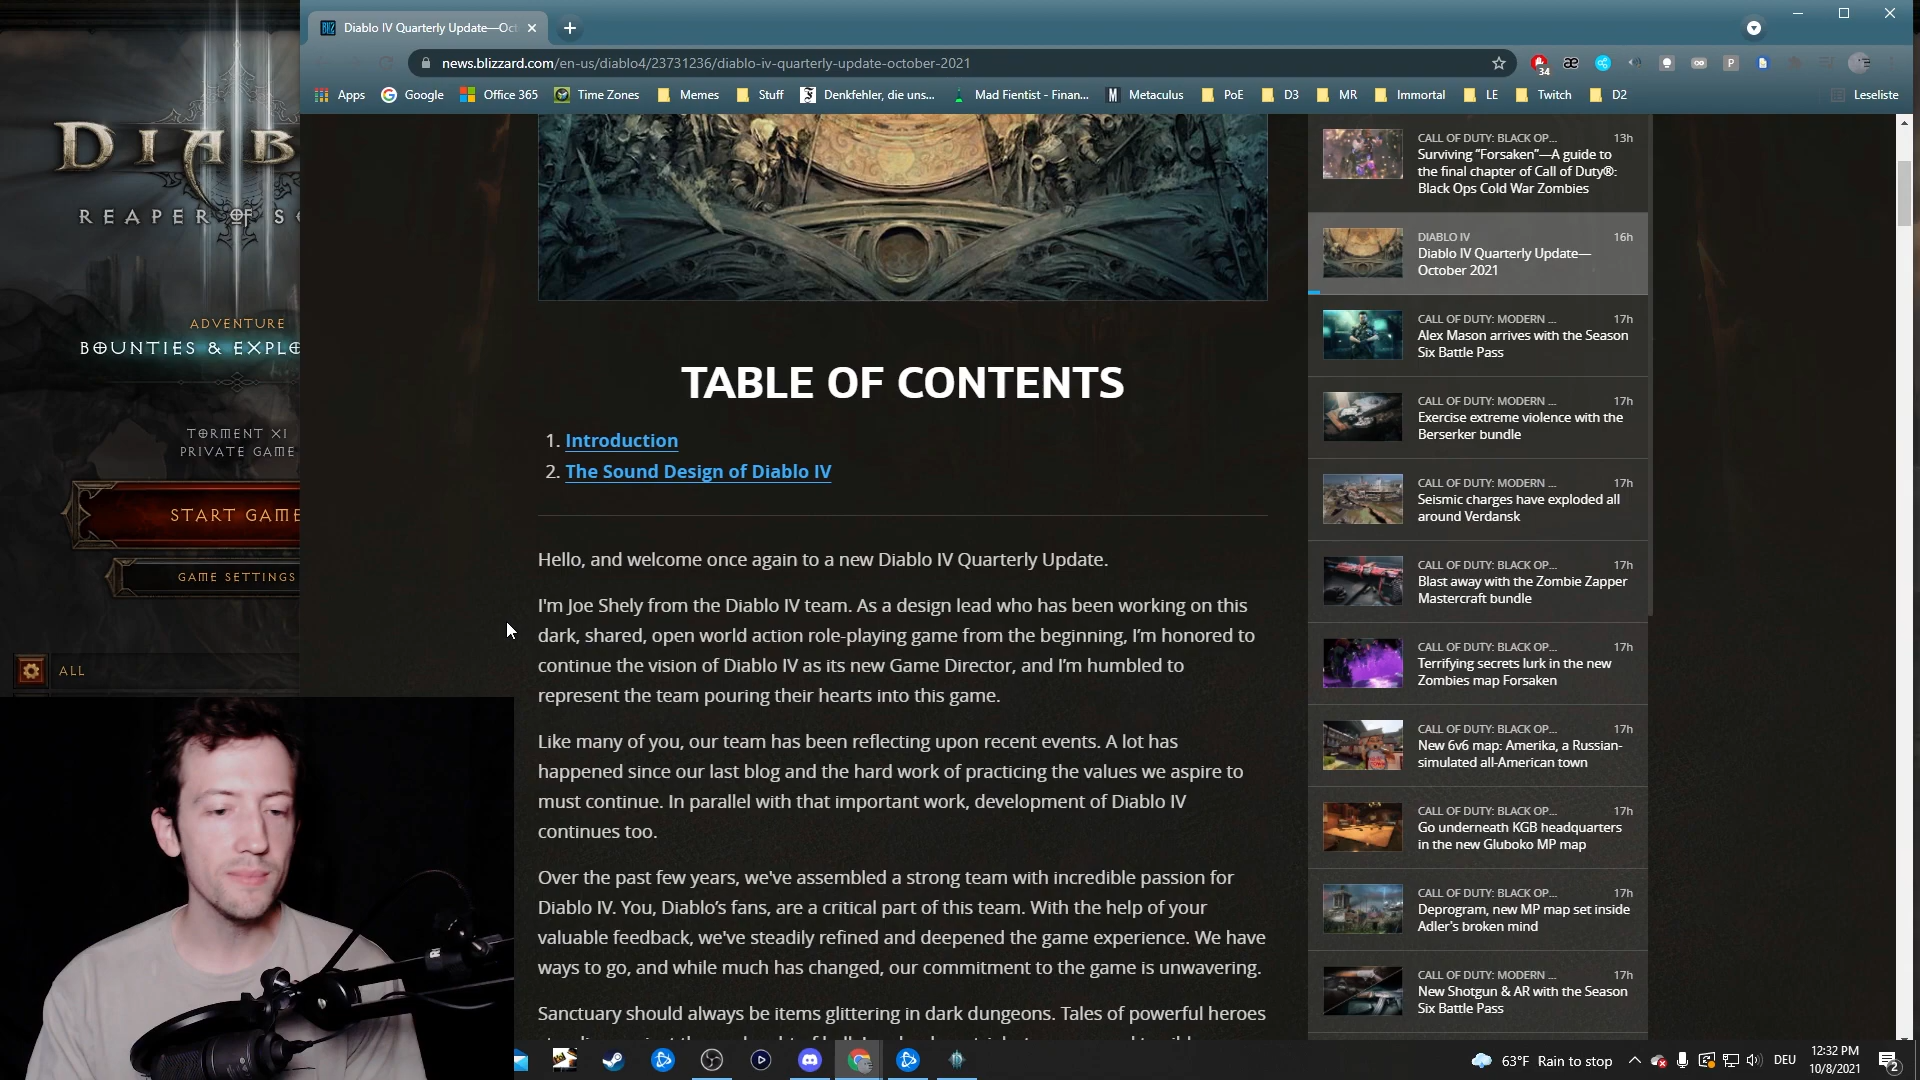 Diablo IV Quarterly Update—Oct
news.blizzard.com/en-us/diablo4/23731236/diablo-iv-quarterly-update-october-2021
34
Apps
Google
Office 365
Time Zones
Memes
Stuff
Denkfehler, die uns...
Mad Fientist - Finan...
Metaculus
PoE
D3
MR
Immortal
LE
Twitch
D2
Leseliste
DIAB
REAPER OF S
ADVENTURE
BOUNTIES & EXPLO
TORMENT XI
PRIVATE GAME
START GAME
GAME SETTINGS
ALL
TABLE OF CONTENTS
1. Introduction
2. The Sound Design of Diablo IV
Hello, and welcome once again to a new Diablo IV Quarterly Update.
I'm Joe Shely from the Diablo IV team. As a design lead who has been working on this
dark, shared, open world action role-playing game from the beginning, I’m honored to
continue the vision of Diablo IV as its new Game Director, and I’m humbled to
represent the team pouring their hearts into this game.
Like many of you, our team has been reflecting upon recent events. A lot has
happened since our last blog and the hard work of practicing the values we aspire to
must continue. In parallel with that important work, development of Diablo IV
continues too.
Over the past few years, we've assembled a strong team with incredible passion for
Diablo IV. You, Diablo’s fans, are a critical part of this team. With the help of your
valuable feedback, we've steadily refined and deepened the game experience. We have
ways to go, and while much has changed, our commitment to the game is unwavering.
Sanctuary should always be items glittering in dark dungeons. Tales of powerful heroes
CALL OF DUTY: BLACK OP... 13h
Surviving “Forsaken”—A guide to
the final chapter of Call of Duty®:
Black Ops Cold War Zombies
DIABLO IV 16h
Diablo IV Quarterly Update—
October 2021
CALL OF DUTY: MODERN ... 17h
Alex Mason arrives with the Season
Six Battle Pass
CALL OF DUTY: MODERN ... 17h
Exercise extreme violence with the
Berserker bundle
CALL OF DUTY: MODERN ... 17h
Seismic charges have exploded all
around Verdansk
CALL OF DUTY: BLACK OP... 17h
Blast away with the Zombie Zapper
Mastercraft bundle
CALL OF DUTY: BLACK OP... 17h
Terrifying secrets lurk in the new
Zombies map Forsaken
CALL OF DUTY: BLACK OP... 17h
New 6v6 map: Amerika, a Russian-
simulated all-American town
CALL OF DUTY: BLACK OP... 17h
Go underneath KGB headquarters
in the new Gluboko MP map
CALL OF DUTY: BLACK OP... 17h
Deprogram, new MP map set inside
Adler's broken mind
CALL OF DUTY: MODERN ... 17h
New Shotgun & AR with the Season
Six Battle Pass
63°F Rain to stop
DEU
12:32 PM
10/8/2021
2